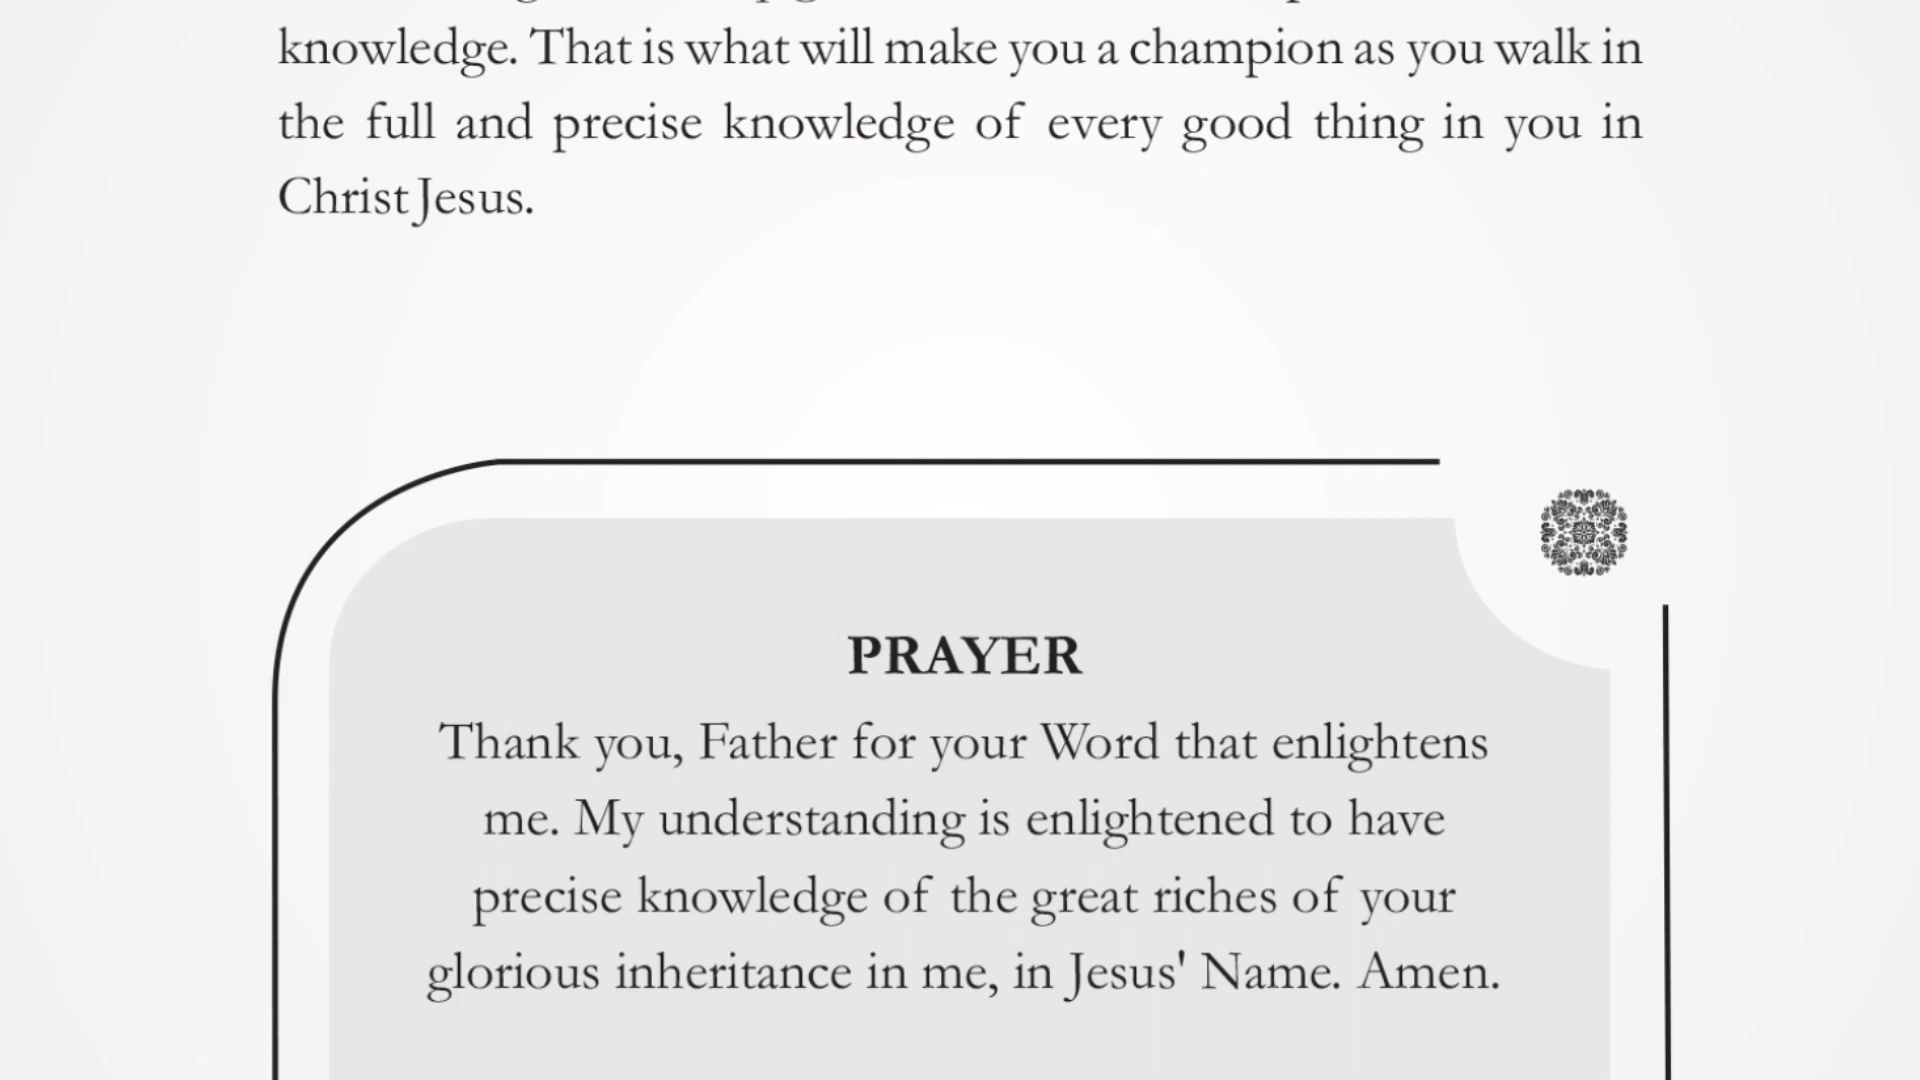 knowledge. That is what will make you a champion as you walk in
the full and precise knowledge of every good thing in you in
Christ Jesus.
PRAYER
Thank you, Father for your Word that enlightens
me. My understanding is enlightened to have
precise knowledge of the great riches of your
glorious inheritance in me, in Jesus' Name. Amen.